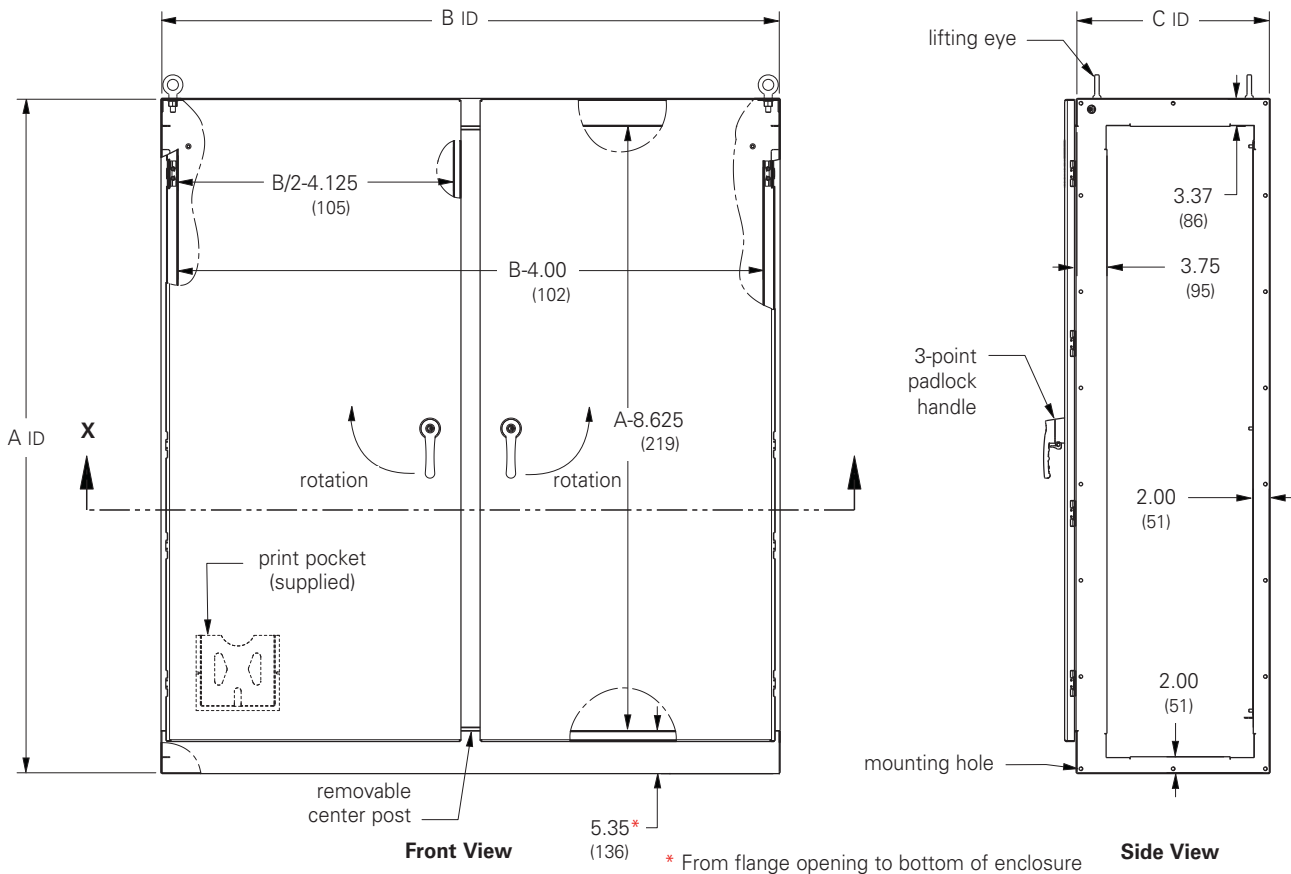 B ID
C ID
lifting eye
B/2-4.125
(105)
3.37
(86)
B-4.00
(102)
3.75
(95)
3-point
padlock
handle
A ID
X
A-8.625
(219)
rotation
rotation
2.00
(51)
print pocket
(supplied)
2.00
(51)
mounting hole
removable
center post
5.35*
(136)
Front View
* From flange opening to bottom of enclosure
Side View